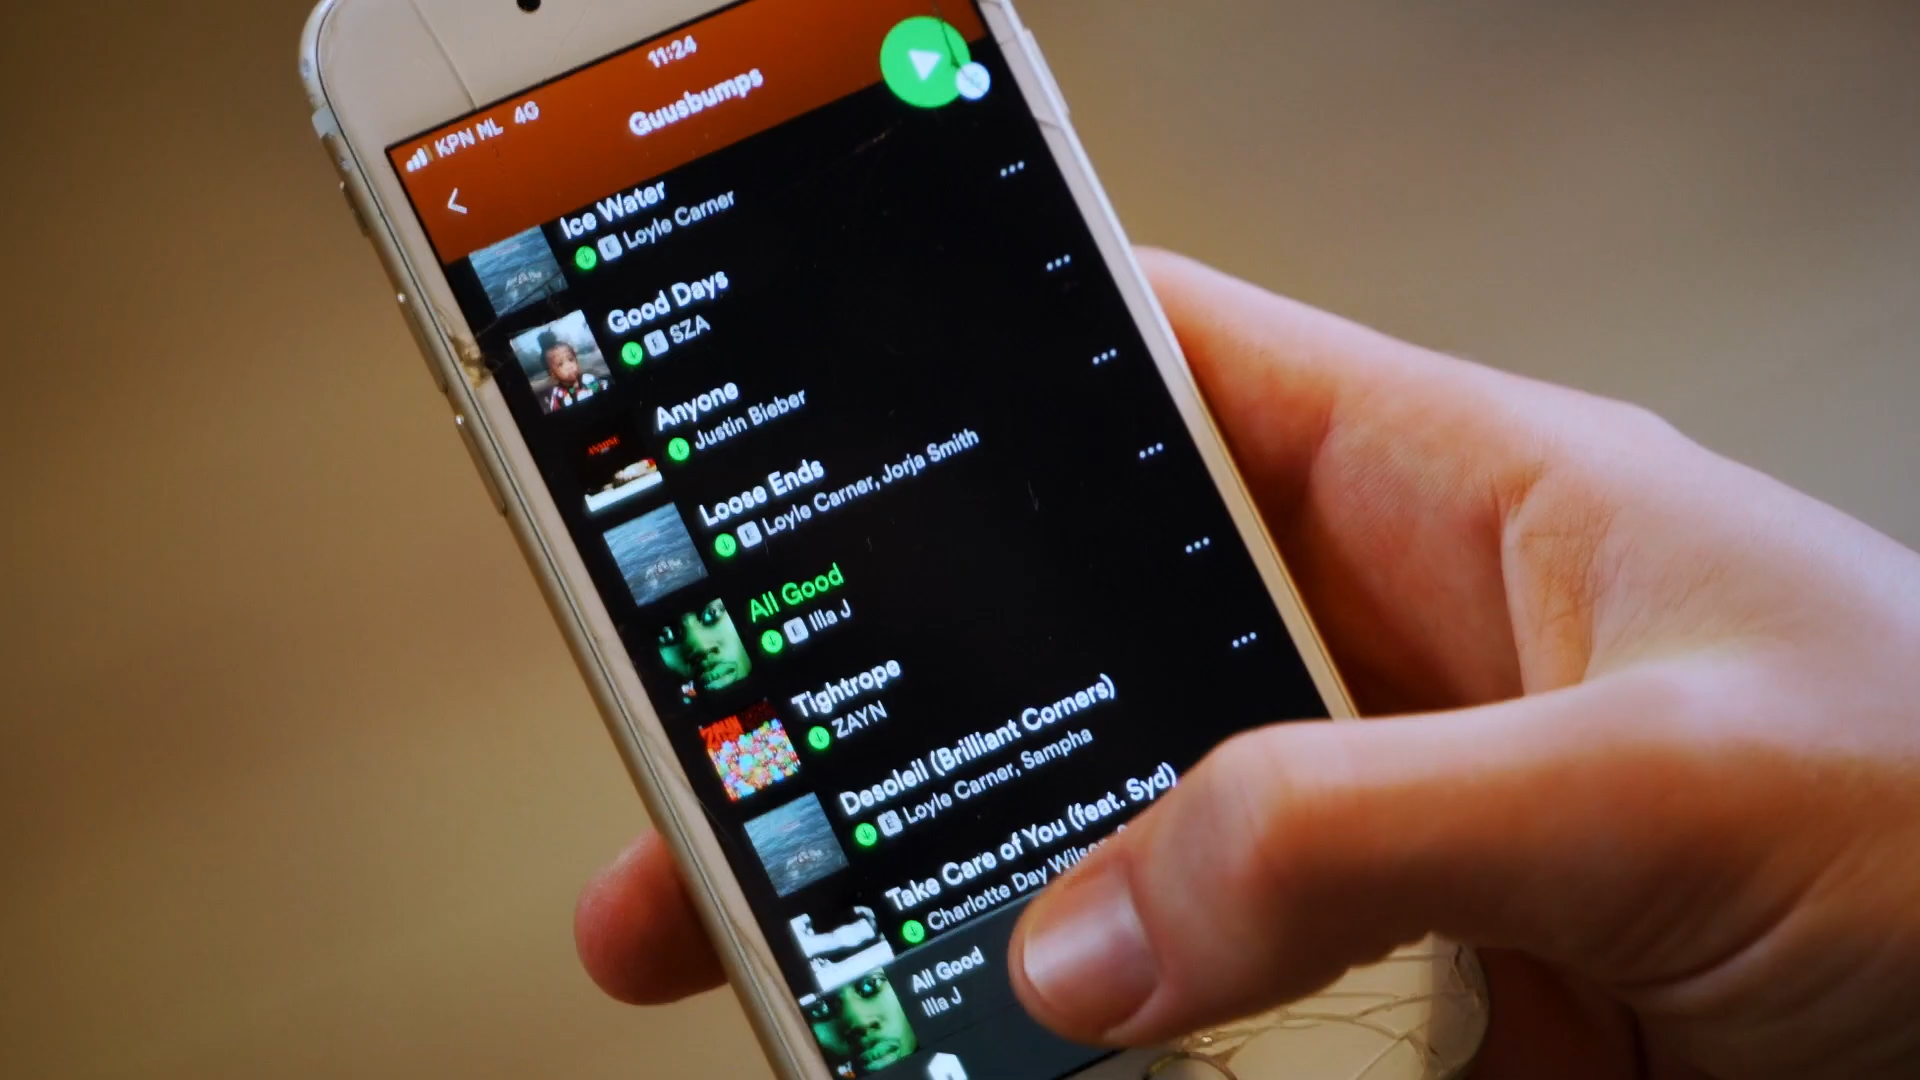 11:24
KPN ML 4G
Guusbumps
Ice Water
E Loyle Carner
Good Days
E SZA
Anyone
Justin Bieber
Loose Ends
E Loyle Carner, Jorja Smith
All Good
E Illa J
Tightrope
ZAYN
Desoleil (Brilliant Corners)
E Loyle Carner, Sampha
Take Care of You (feat. Syd)
Charlotte Day
All Good
Illa J